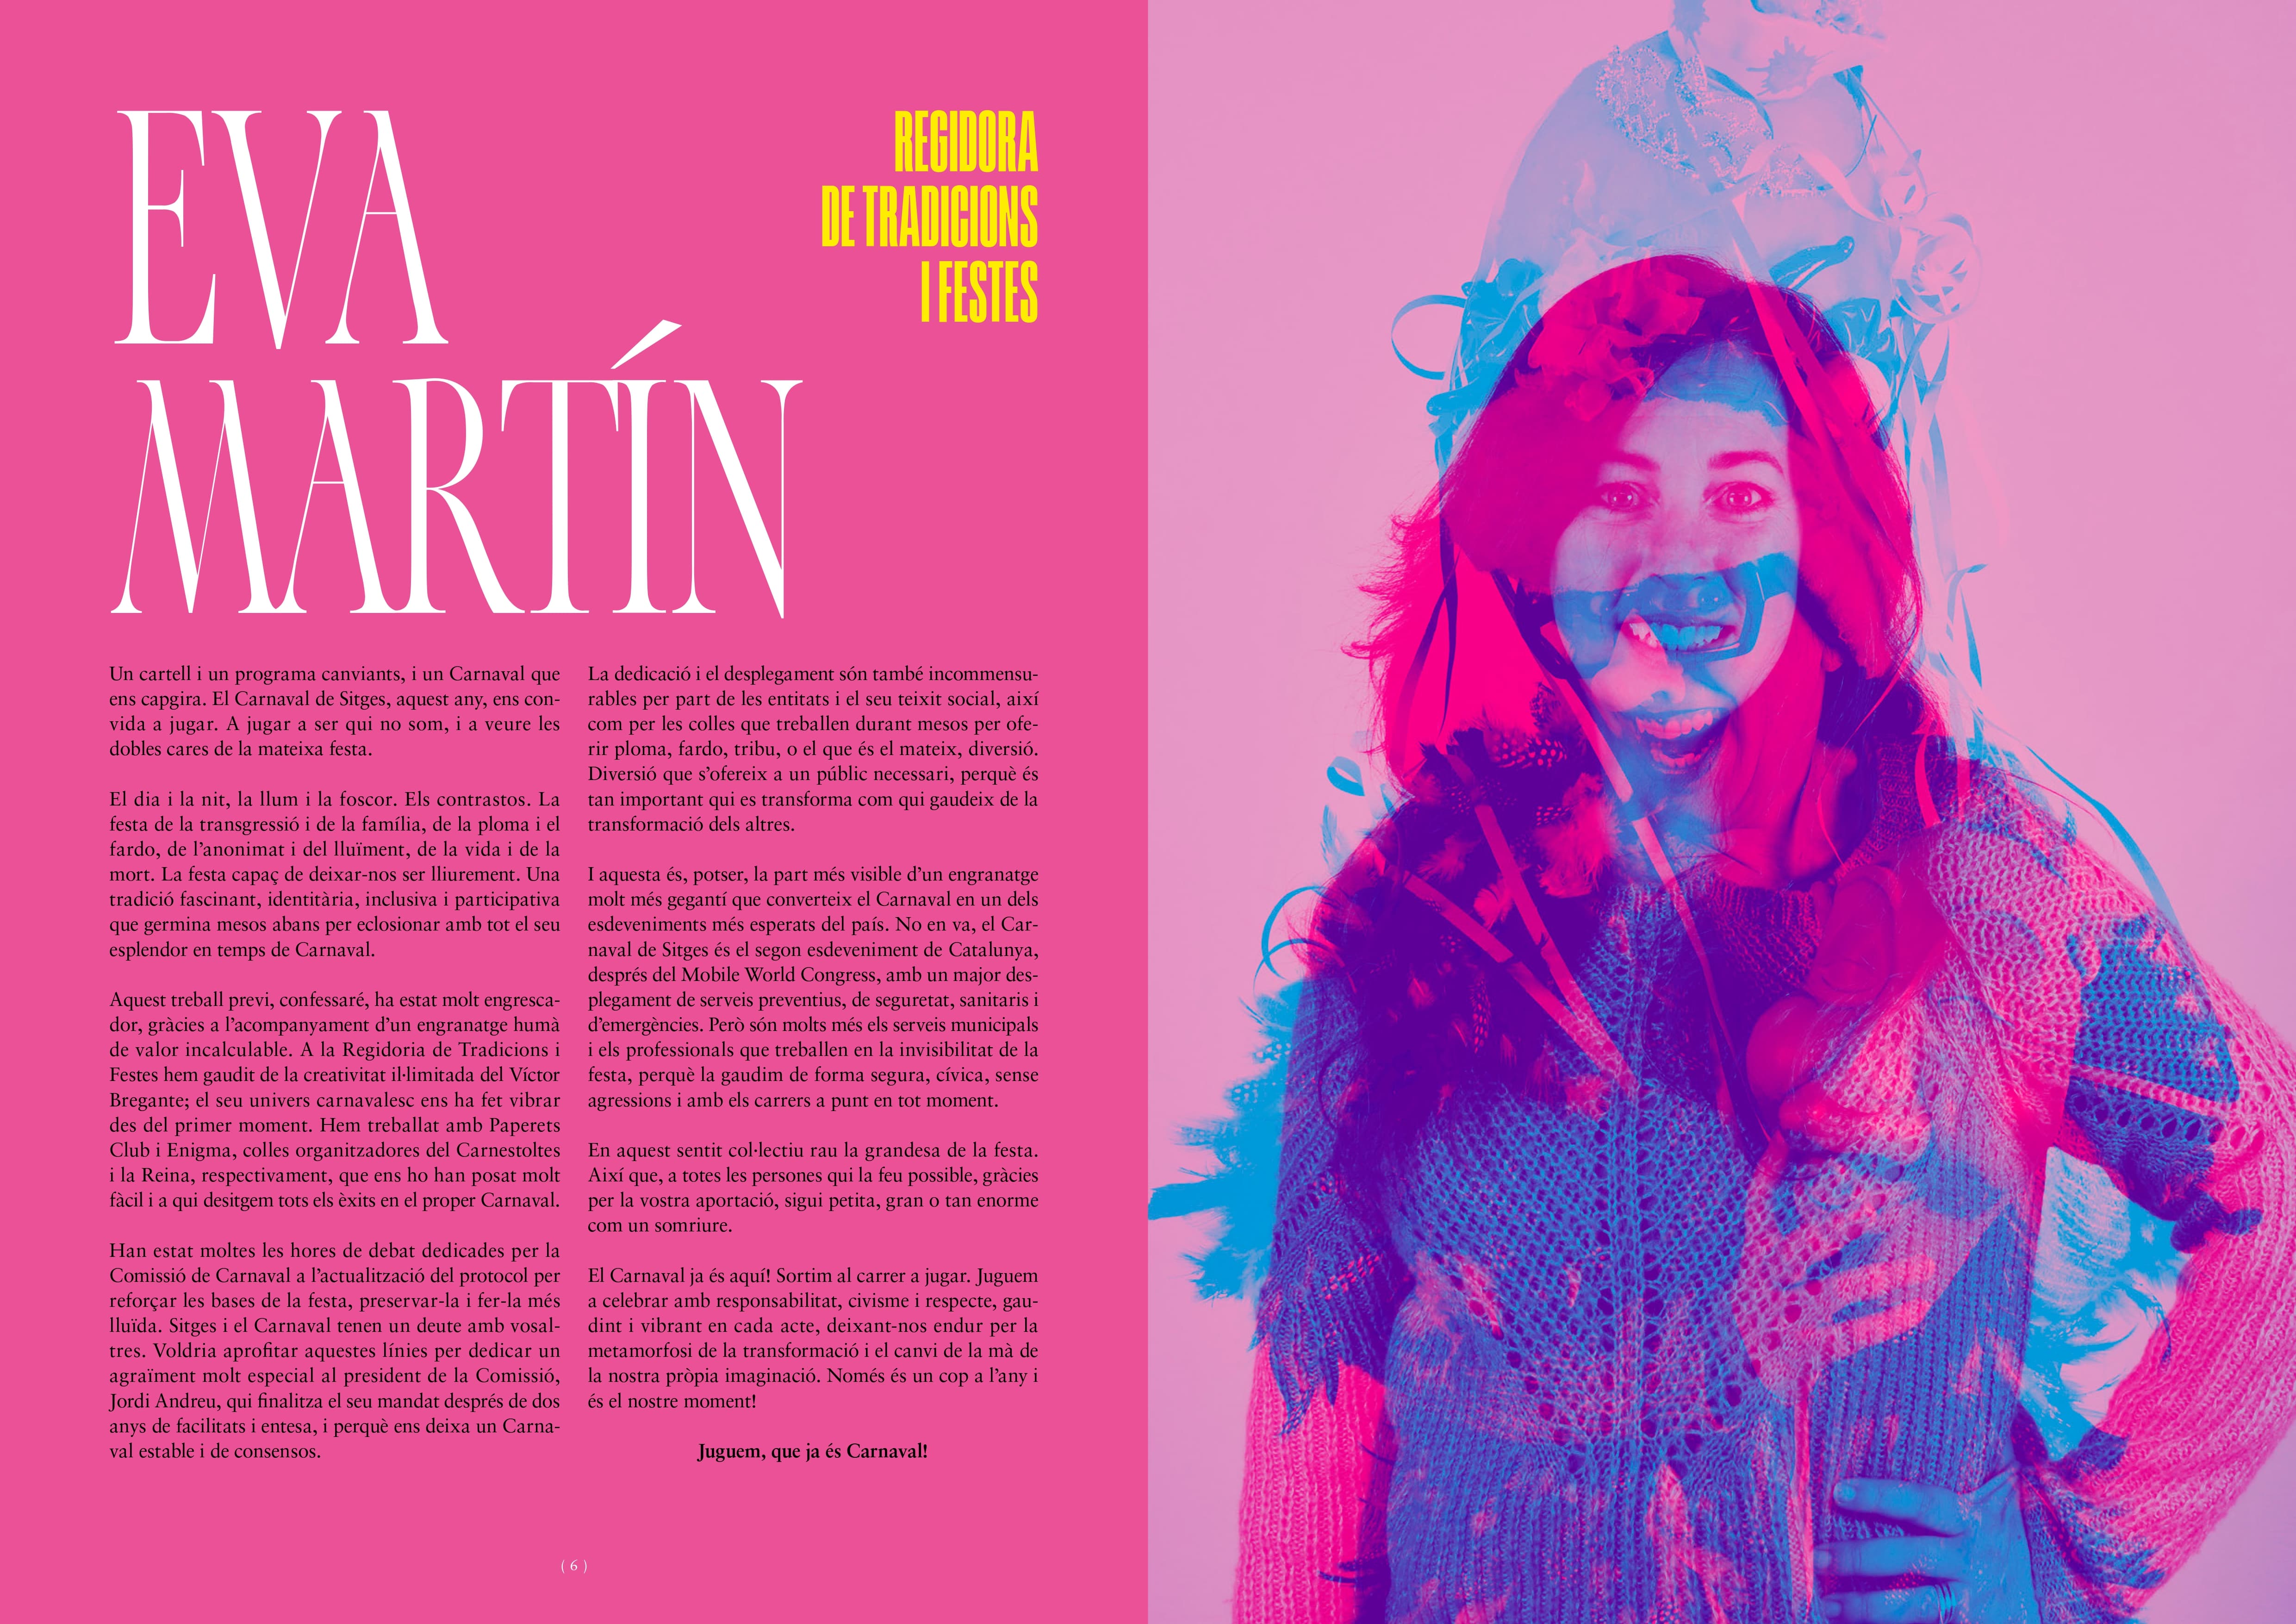 EVA
MARTÍN
REGIDORA
DE TRADICIONS
I FESTES
Un cartell i un programa canviants, i un Carnaval que
ens capgira. El Carnaval de Sitges, aquest any, ens con-
vida a jugar. A jugar a ser qui no som, i a veure les
dobles cares de la mateixa festa.
El dia i la nit, la llum i la foscor. Els contrastos. La
festa de la transgressió i de la família, de la ploma i el
fardo, de l’anonimat i del lluïment, de la vida i de la
mort. La festa capaç de deixar-nos ser lliurement. Una
tradició fascinant, identitària, inclusiva i participativa
que germina mesos abans per eclosionar amb tot el seu
esplendor en temps de Carnaval.
Aquest treball previ, confessaré, ha estat molt engresca-
dor, gràcies a l’acompanyament d’un engranatge humà
de valor incalculable. A la Regidoria de Tradicions i
Festes hem gaudit de la creativitat il·limitada del Víctor
Bregante; el seu univers carnavalesc ens ha fet vibrar
des del primer moment. Hem treballat amb Paperets
Club i Enigma, colles organitzadores del Carnestoltes
i la Reina, respectivament, que ens ho han posat molt
fàcil i a qui desitgem tots els èxits en el proper Carnaval.
Han estat moltes les hores de debat dedicades per la
Comissió de Carnaval a l’actualització del protocol per
reforçar les bases de la festa, preservar-la i fer-la més
lluïda. Sitges i el Carnaval tenen un deute amb vosal-
tres. Voldria aprofitar aquestes línies per dedicar un
agraïment molt especial al president de la Comissió,
Jordi Andreu, qui finalitza el seu mandat després de dos
anys de facilitats i entesa, i perquè ens deixa un Carna-
val estable i de consensos.
La dedicació i el desplegament són també incommensu-
rables per part de les entitats i el seu teixit social, així
com per les colles que treballen durant mesos per ofe-
rir ploma, fardo, tribu, o el que és el mateix, diversió.
Diversió que s’ofereix a un públic necessari, perquè és
tan important qui es transforma com qui gaudeix de la
transformació dels altres.
I aquesta és, potser, la part més visible d’un engranatge
molt més gegantí que converteix el Carnaval en un dels
esdeveniments més esperats del país. No en va, el Car-
naval de Sitges és el segon esdeveniment de Catalunya,
després del Mobile World Congress, amb un major des-
plegament de serveis preventius, de seguretat, sanitaris i
d’emergències. Però són molts més els serveis municipals
i els professionals que treballen en la invisibilitat de la
festa, perquè la gaudim de forma segura, cívica, sense
agressions i amb els carrers a punt en tot moment.
En aquest sentit col·lectiu rau la grandesa de la festa.
Així que, a totes les persones qui la feu possible, gràcies
per la vostra aportació, sigui petita, gran o tan enorme
com un somriure.
El Carnaval ja és aquí! Sortim al carrer a jugar. Juguem
a celebrar amb responsabilitat, civisme i respecte, gau-
dint i vibrant en cada acte, deixant-nos endur per la
metamorfosi de la transformació i el canvi de la mà de
la nostra pròpia imaginació. Només és un cop a l’any i
és el nostre moment!
Juguem, que ja és Carnaval!
( 6 )